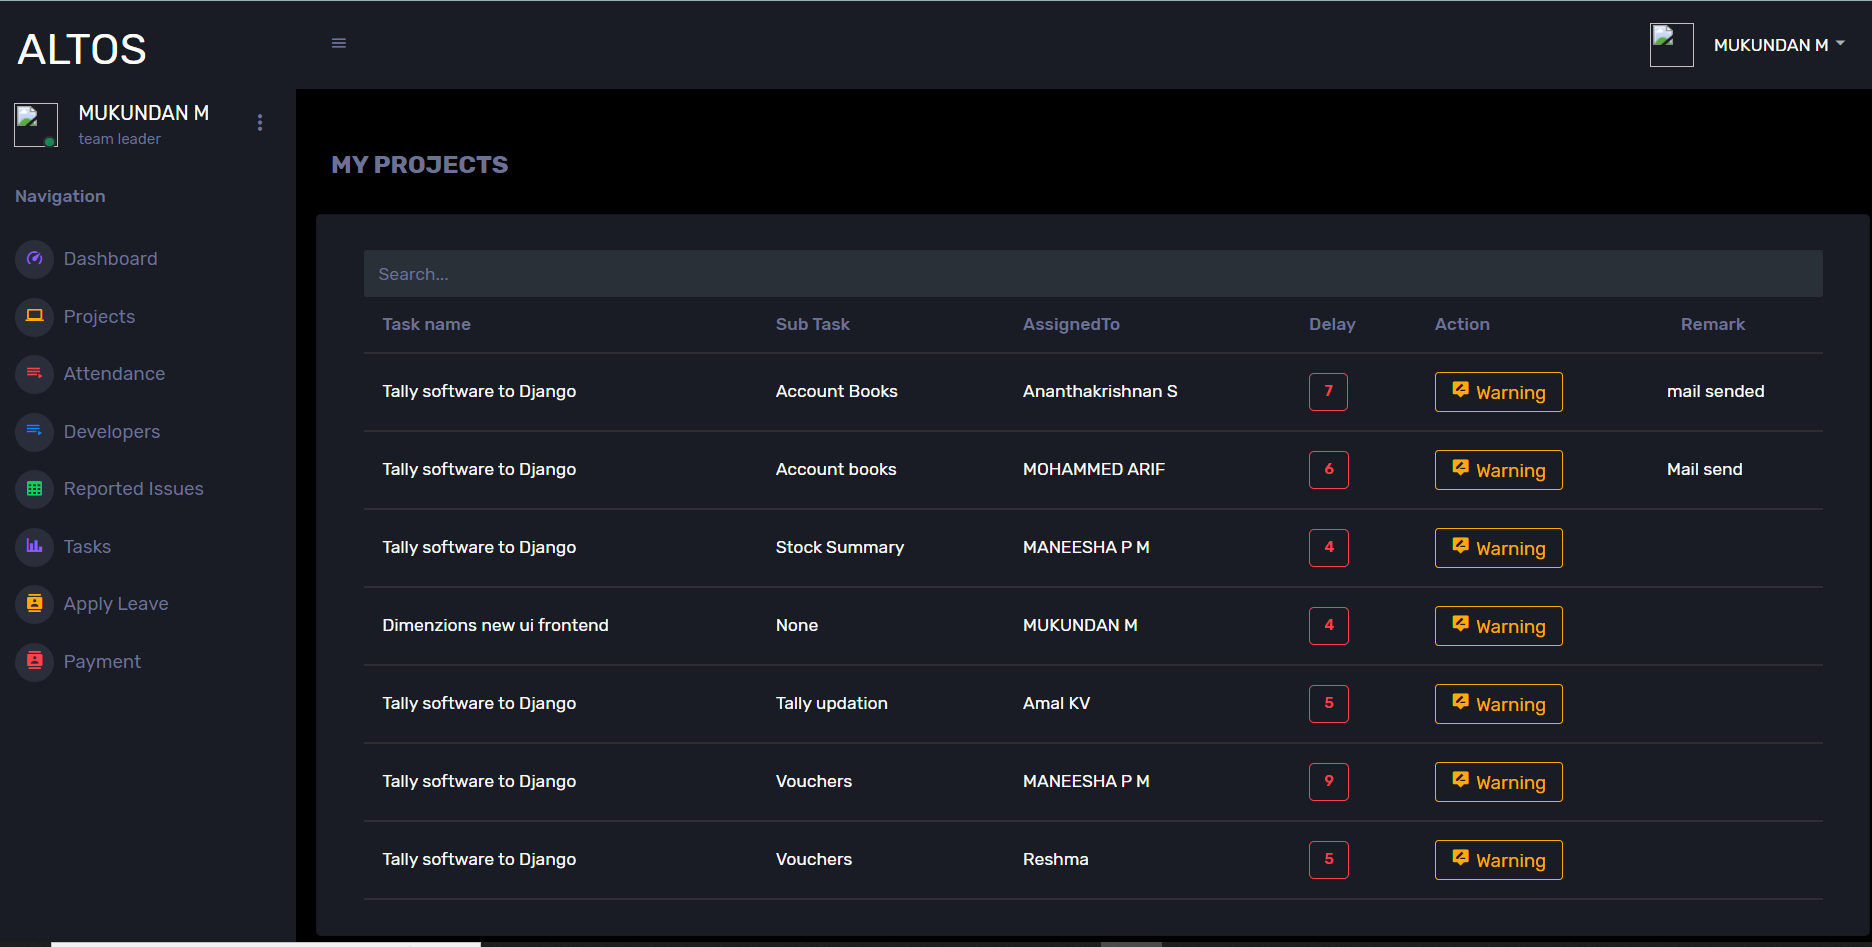 ALTOS
MUKUNDAN M
MUKUNDAN M
team leader
Navigation
Dashboard
Projects
Attendance
Developers
Reported Issues
Tasks
Apply Leave
Payment
MY PROJECTS
Search...
Task name Sub Task AssignedTo Delay Action Remark
Tally software to Django Account Books Ananthakrishnan S 7 Warning mail sended
Tally software to Django Account books MOHAMMED ARIF 6 Warning Mail send
Tally software to Django Stock Summary MANEESHA P M 4 Warning
Dimenzions new ui frontend None MUKUNDAN M 4 Warning
Tally software to Django Tally updation Amal KV 5 Warning
Tally software to Django Vouchers MANEESHA P M 9 Warning
Tally software to Django Vouchers Reshma 5 Warning